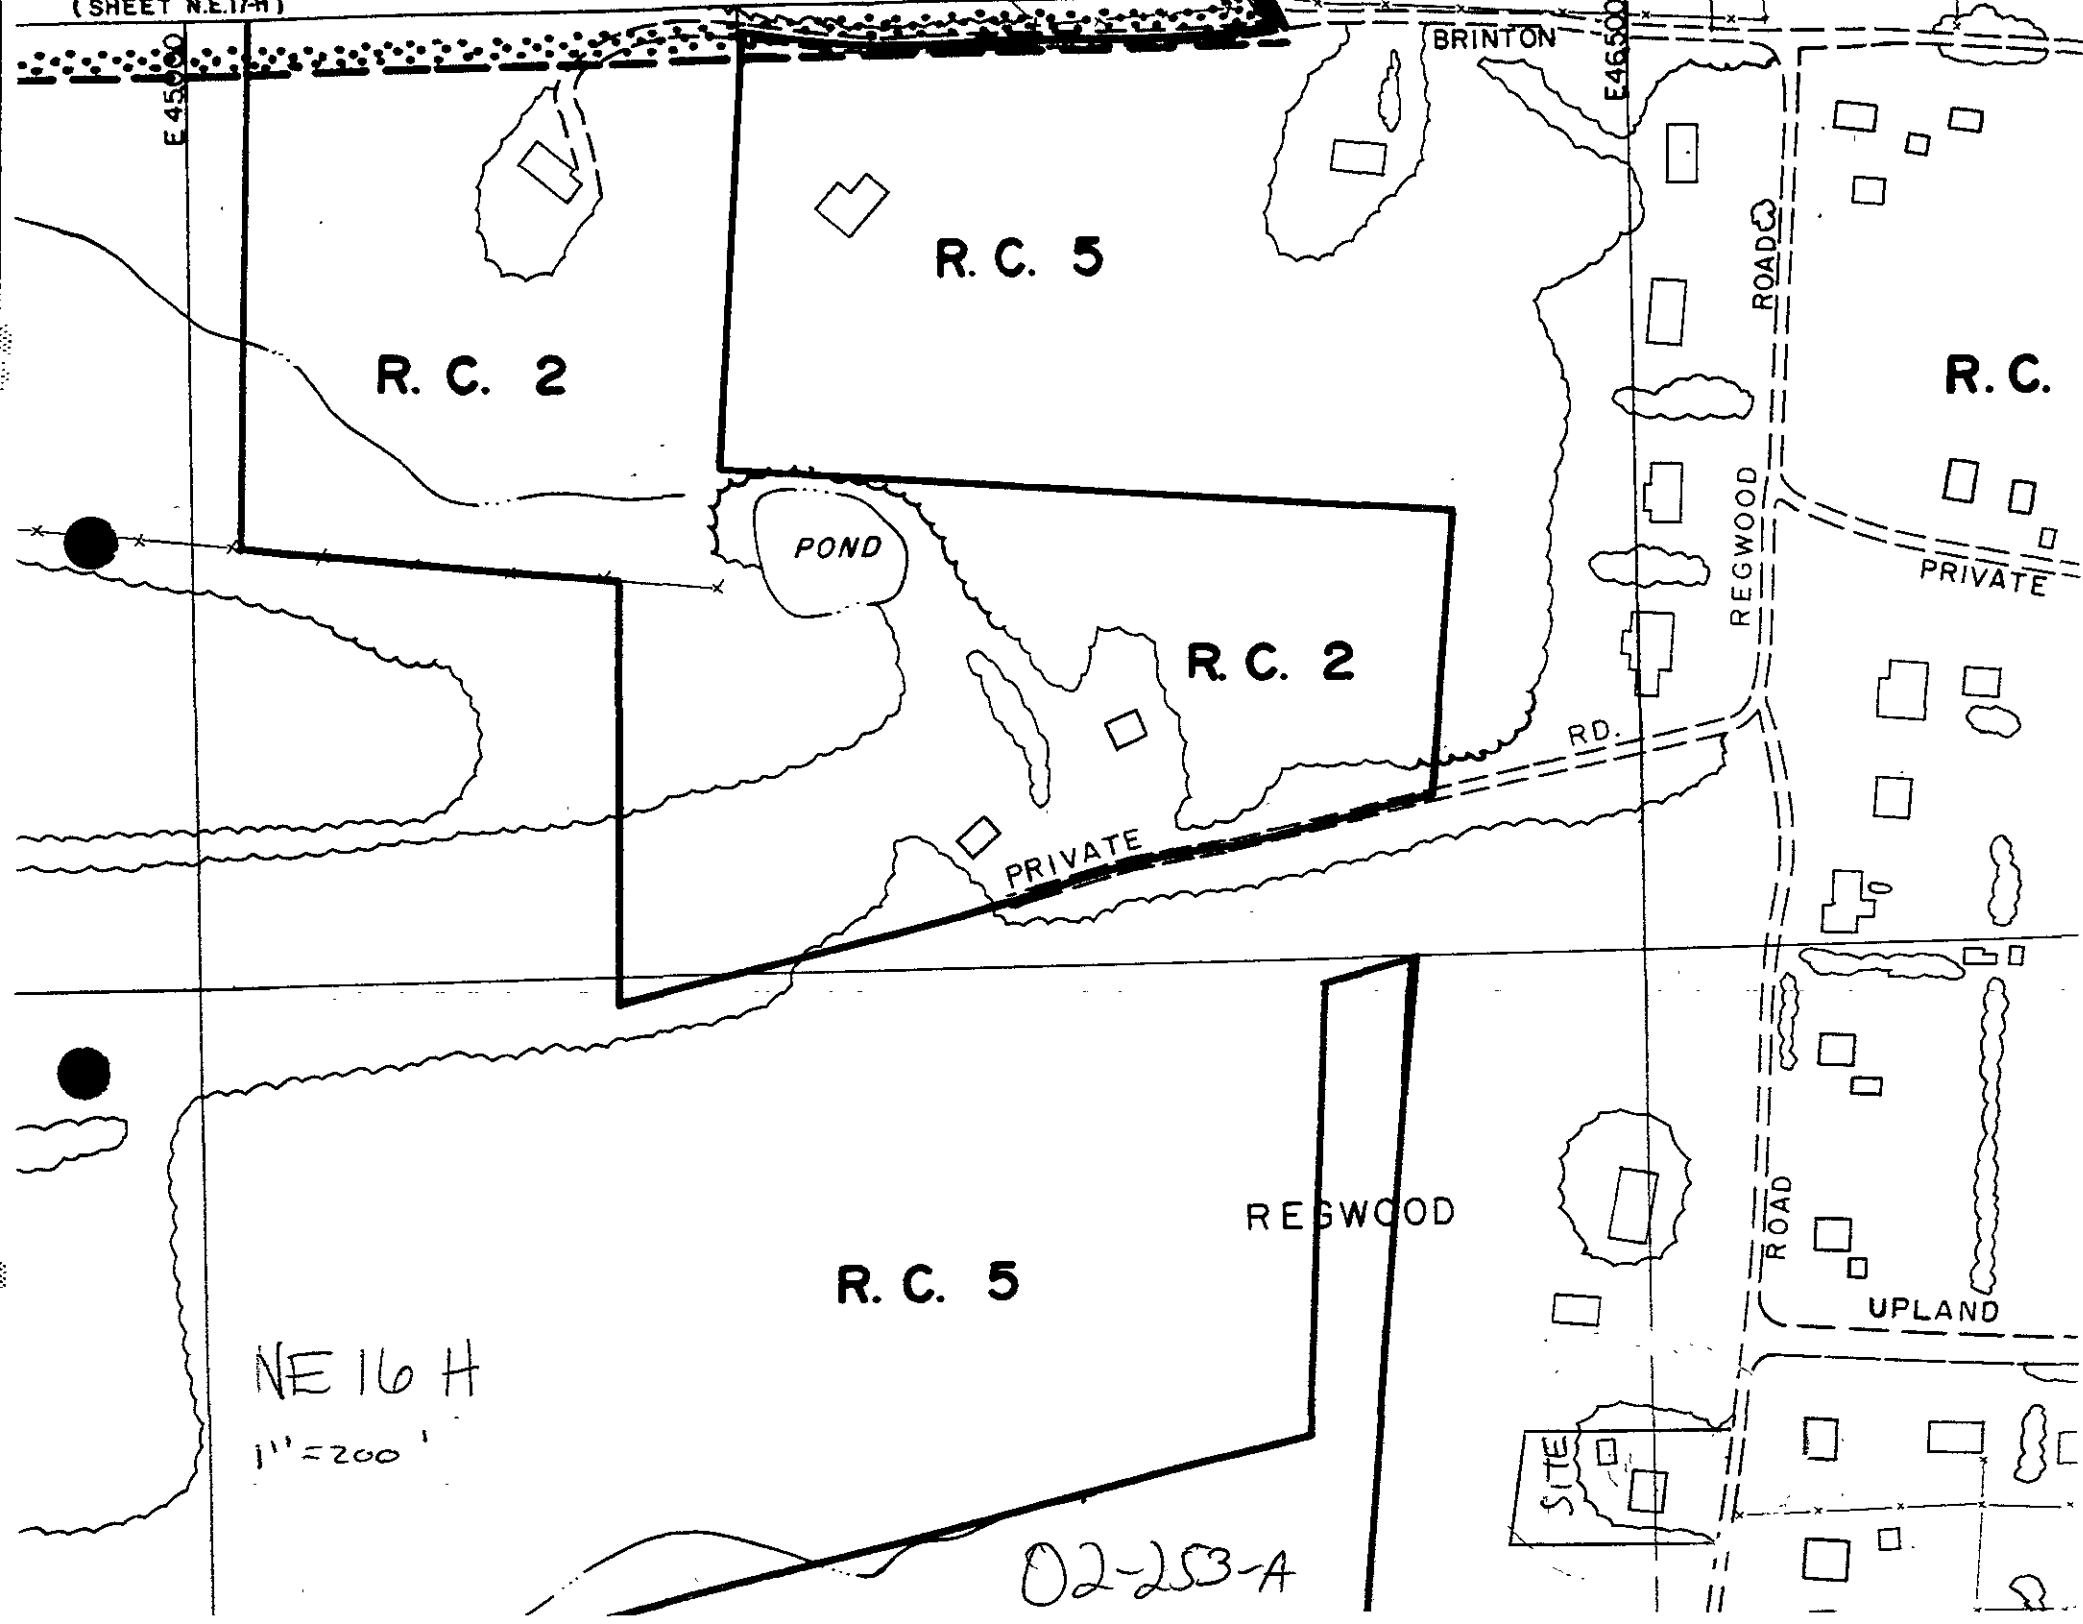 (SHEET N.E.17-H)
E 45000
BRINTON
E46500
ROAD
R. C. 5
R. C. 2
R. C.
REGWOOD
POND
PRIVATE
R. C. 2
RD.
PRIVATE
REGWOOD
ROAD
R. C. 5
UPLAND
NE 16 H
1" = 200'
SITE
02-253-A